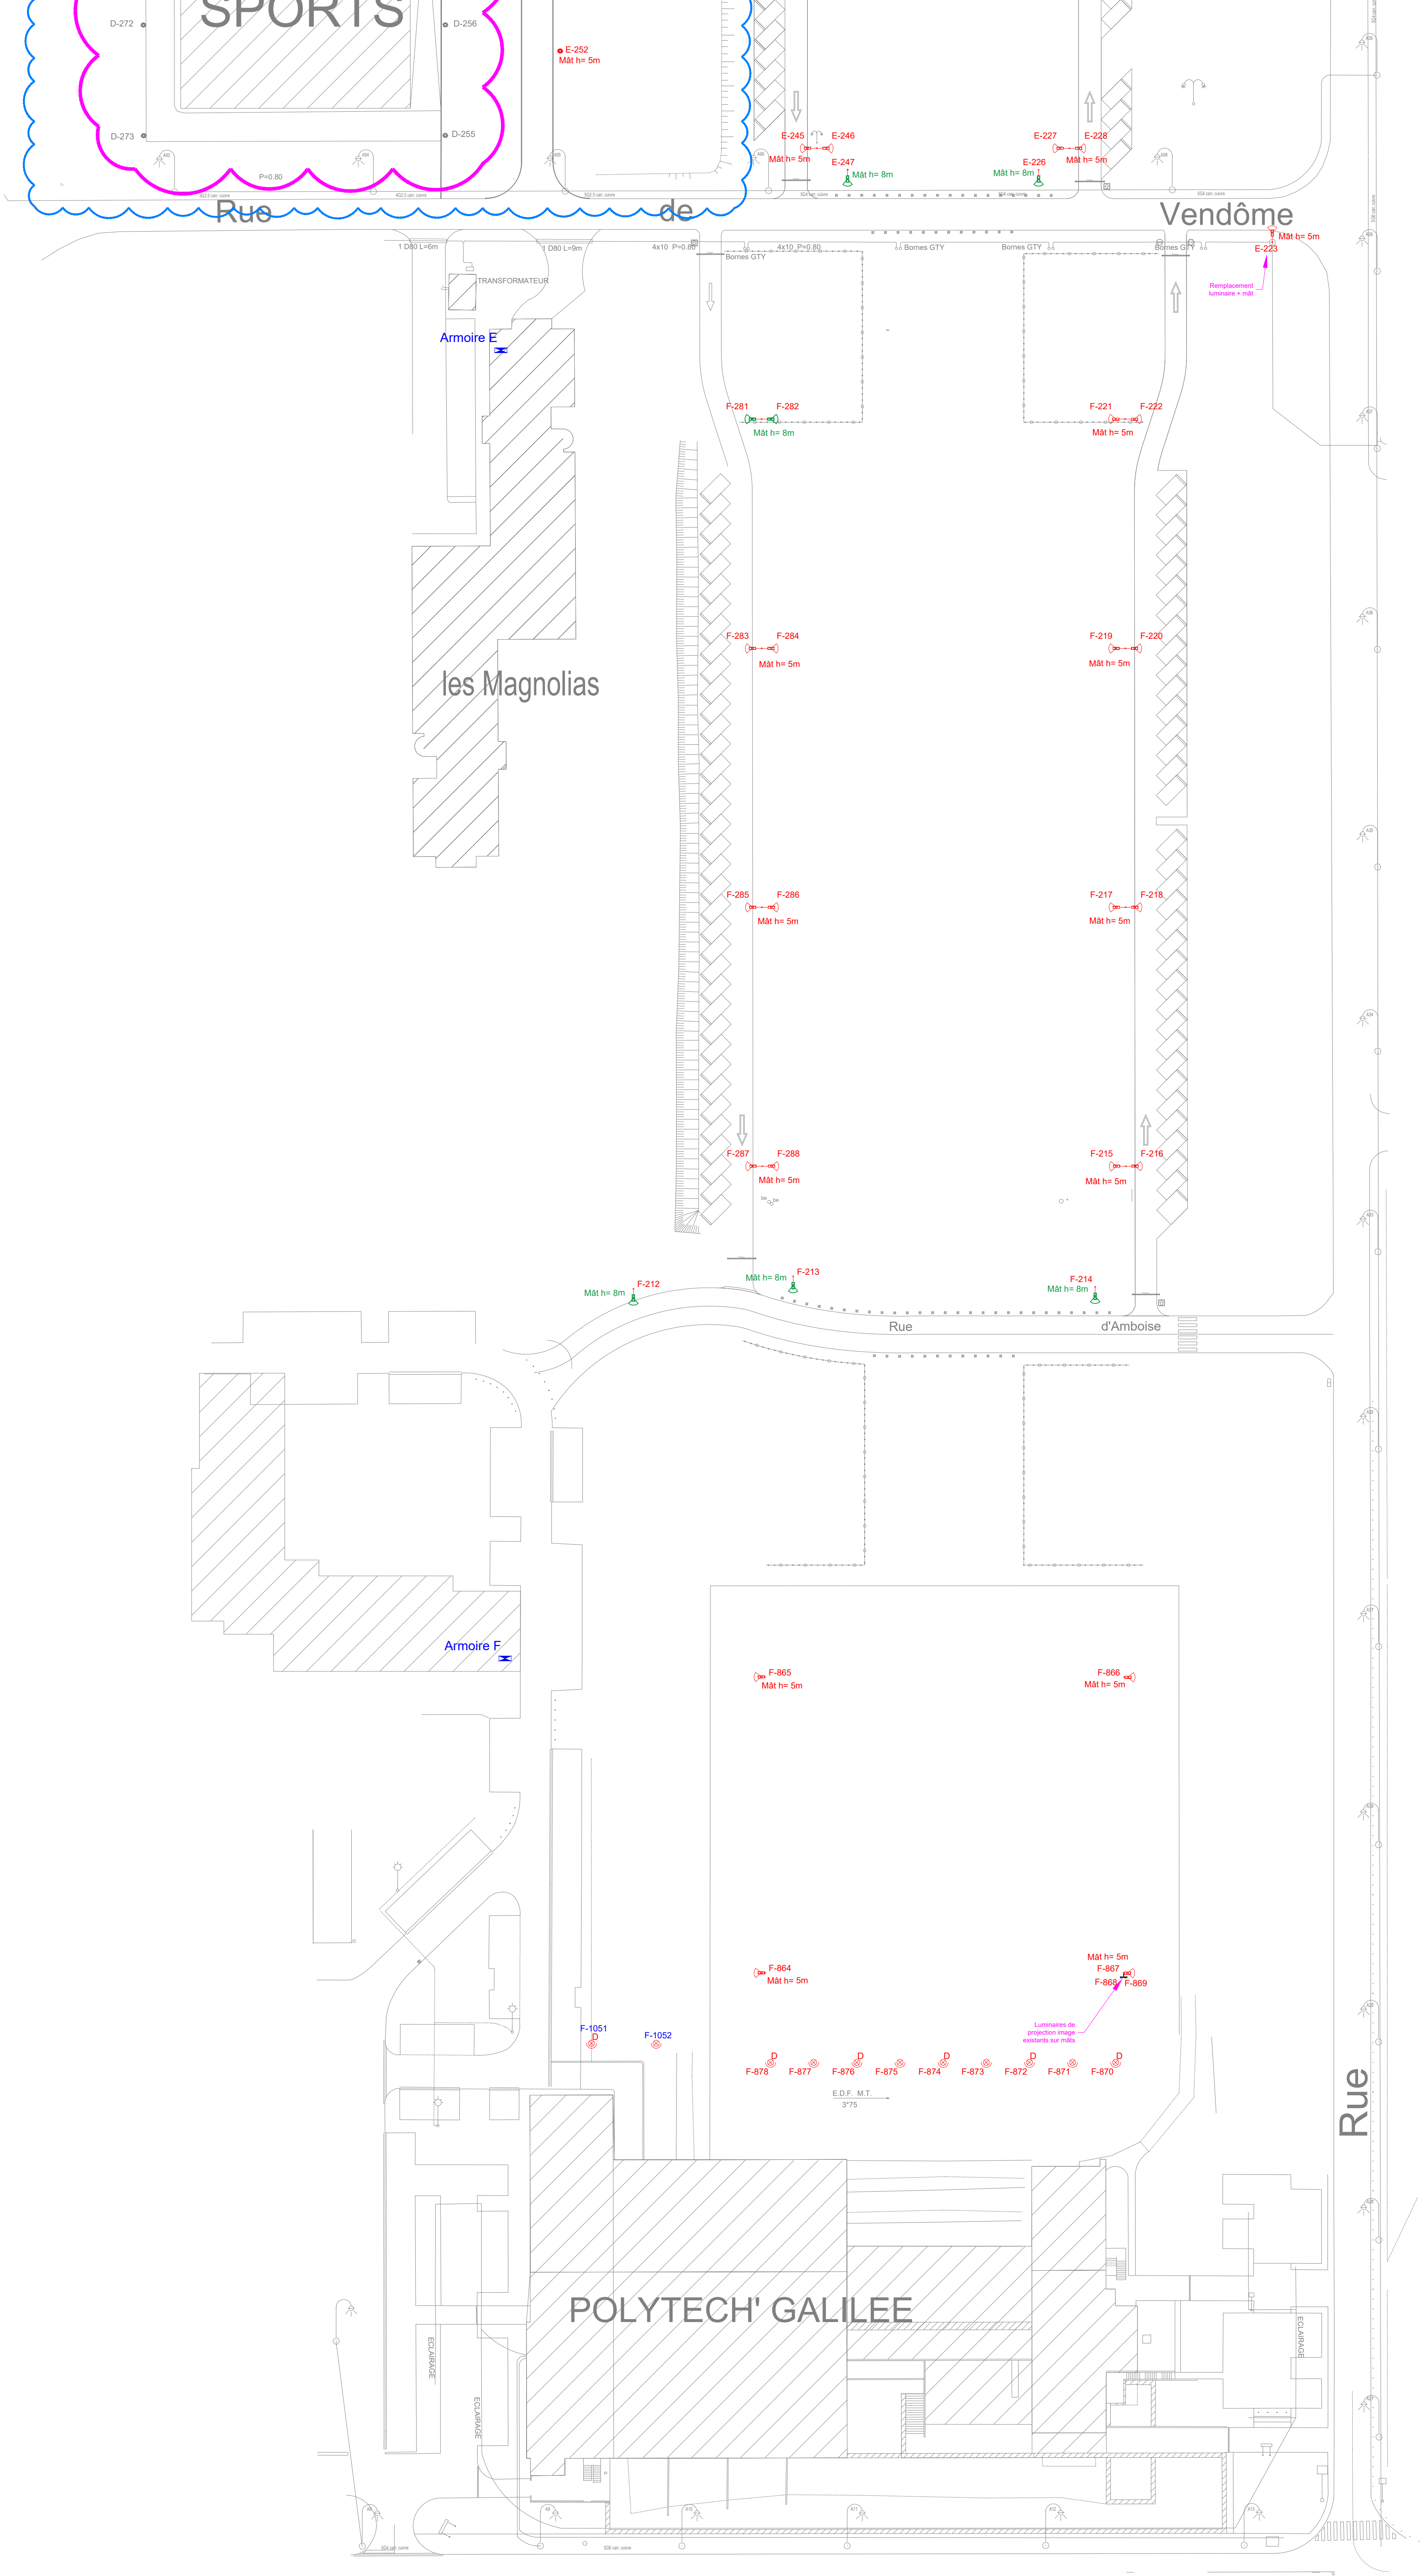 SPORTS
D-272
D-256
E-252
Mât h= 5m
D-273
D-255
E-245
E-246
Mât h= 5m
E-247
Mât h= 8m
E-227
E-228
Mât h= 5m
E-226
Mât h= 8m
P=0.80
Rue
de
Vendôme
1 D80 L=6m
1 D80 L=9m
4x10 P=0.80
4x10 P=0.80
Bornes GTY
Bornes GTY
Bornes GTY
Bornes GTY
Mât h= 5m
E-223
Remplacement
luminaire + mât
TRANSFORMATEUR
Armoire E
F-281
F-282
Mât h= 8m
F-221
F-222
Mât h= 5m
F-283
F-284
Mât h= 5m
F-219
F-220
Mât h= 5m
les Magnolias
F-285
F-286
Mât h= 5m
F-217
F-218
Mât h= 5m
F-287
F-288
Mât h= 5m
F-215
F-216
Mât h= 5m
F-212
Mât h= 8m
F-213
Mât h= 8m
F-214
Mât h= 8m
Rue
d'Amboise
Armoire F
F-865
Mât h= 5m
F-866
Mât h= 5m
F-864
Mât h= 5m
Mât h= 5m
F-867
F-868
F-869
Luminaires de
projection image
existants sur mâts
F-1051
D
F-1052
D
D
D
D
D
F-878
F-877
F-876
F-875
F-874
F-873
F-872
F-871
F-870
E.D.F. M.T.
3*75
Rue
POLYTECH' GALILEE
ECLAIRAGE
ECLAIRAGE
ECLAIRAGE
A10
A11
A12
A13